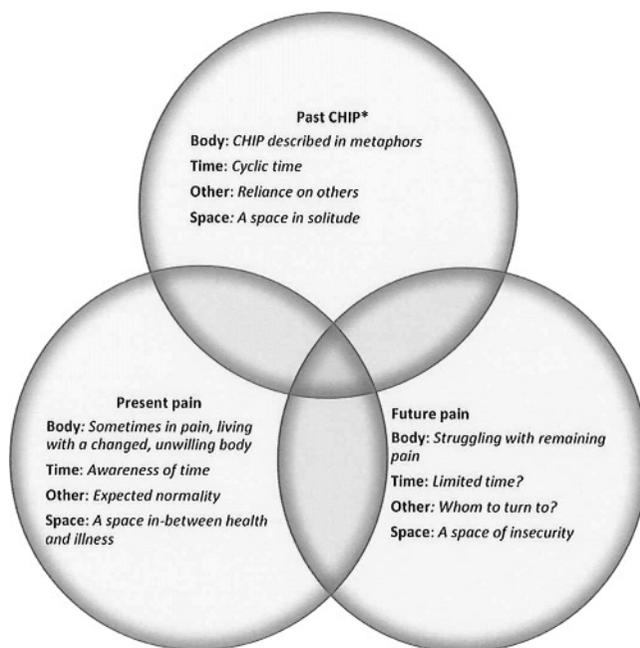 Past CHIP*
Body: CHIP described in metaphors
Time: Cyclic time
Other: Reliance on others
Space: A space in solitude
Present pain
Body: Sometimes in pain, living
with a changed, unwilling body
Time: Awareness of time
Other: Expected normality
Space: A space in-between health
and illness
Future pain
Body: Struggling with remaining
pain
Time: Limited time?
Other: Whom to turn to?
Space: A space of insecurity